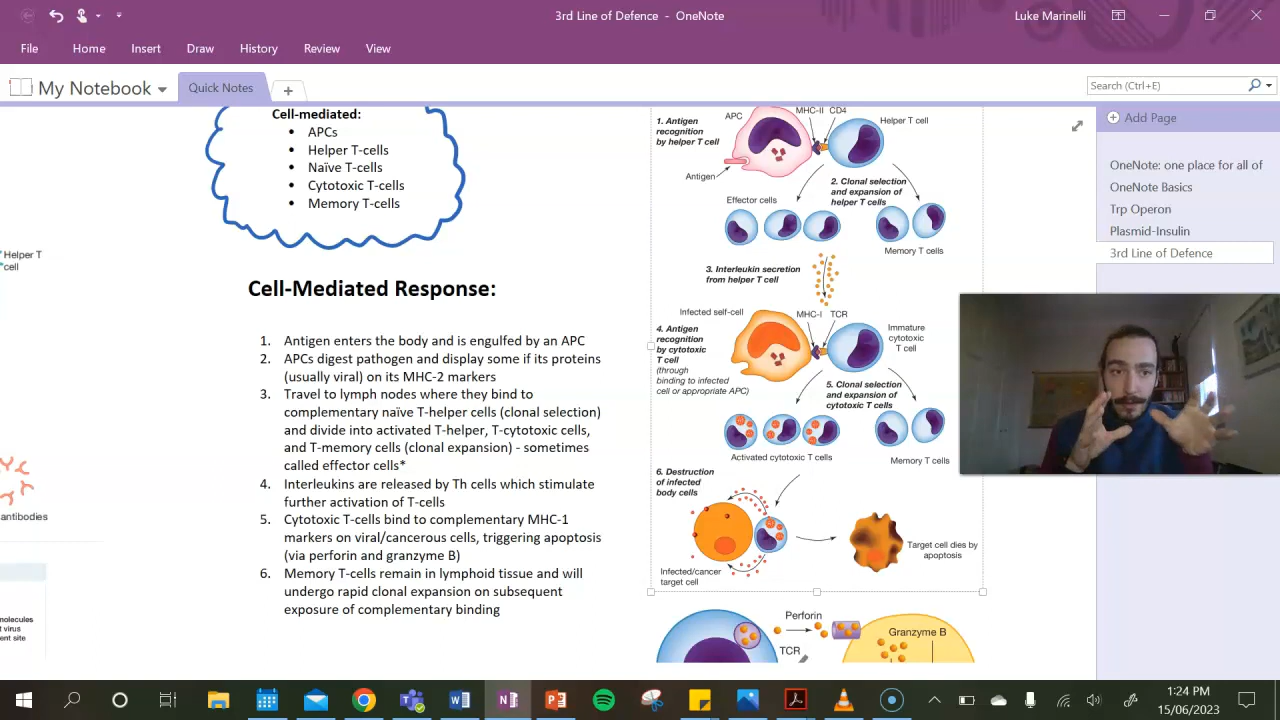 3rd Line of Defence - OneNote
Luke Marinelli
File
Home
Insert
Draw
History
Review
View
My Notebook
Quick Notes
+
Search (Ctrl+E)
Add Page
OneNote: one place for all of
OneNote Basics
Trp Operon
Plasmid-Insulin
3rd Line of Defence
Cell-mediated:
• APCs
• Helper T-cells
• Naïve T-cells
• Cytotoxic T-cells
• Memory T-cells
Helper T
cell
antibodies
molecules
t virus
ent site
Cell-Mediated Response:
1. Antigen enters the body and is engulfed by an APC
2. APCs digest pathogen and display some if its proteins
(usually viral) on its MHC-2 markers
3. Travel to lymph nodes where they bind to
complementary naïve T-helper cells (clonal selection)
and divide into activated T-helper, T-cytotoxic cells,
and T-memory cells (clonal expansion) - sometimes
called effector cells*
4. Interleukins are released by Th cells which stimulate
further activation of T-cells
5. Cytotoxic T-cells bind to complementary MHC-1
markers on viral/cancerous cells, triggering apoptosis
(via perforin and granzyme B)
6. Memory T-cells remain in lymphoid tissue and will
undergo rapid clonal expansion on subsequent
exposure of complementary binding
1. Antigen
recognition
by helper T cell
APC
MHC-II CD4
Helper T cell
Antigen
2. Clonal selection
and expansion of
helper T cells
Effector cells
Memory T cells
3. Interleukin secretion
from helper T cell
Infected self-cell
MHC-I TCR
Immature
cytotoxic
T cell
4. Antigen
recognition
by cytotoxic
T cell
(through
binding to infected
cell or appropriate APC)
5. Clonal selection
and expansion of
cytotoxic T cells
Activated cytotoxic T cells
Memory T cells
6. Destruction
of infected
body cells
Infected/cancer
target cell
Target cell dies by
apoptosis
Perforin
Granzyme B
TCR
1:24 PM
15/06/2023